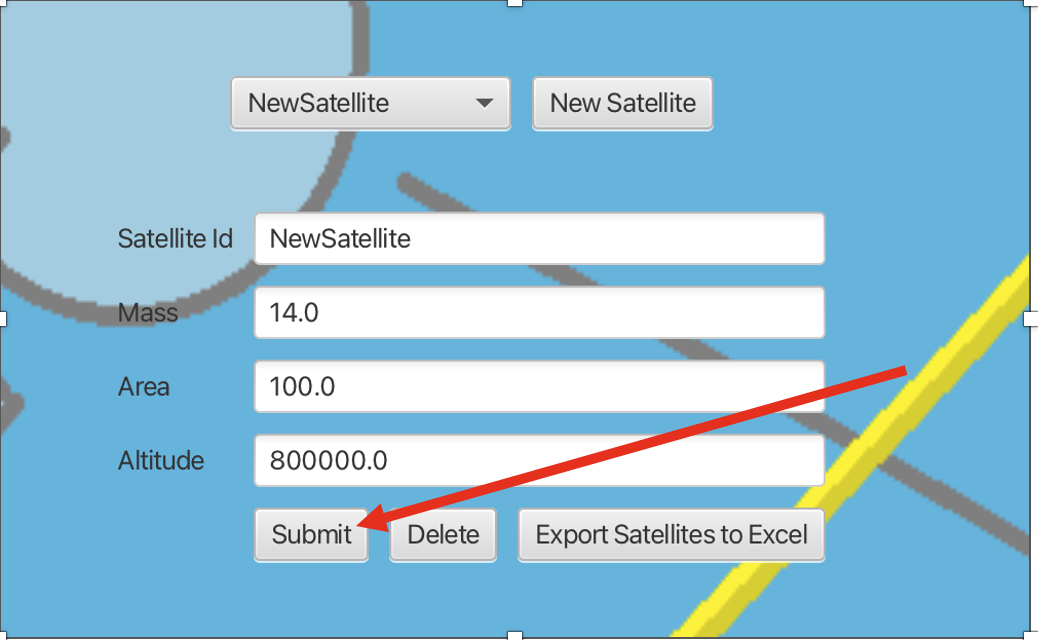 NewSatellite New Satellite
Satellite Id NewSatellite
Mass 14.0
Area 100.0
Altitude 800000.0
Submit Delete Export Satellites to Excel